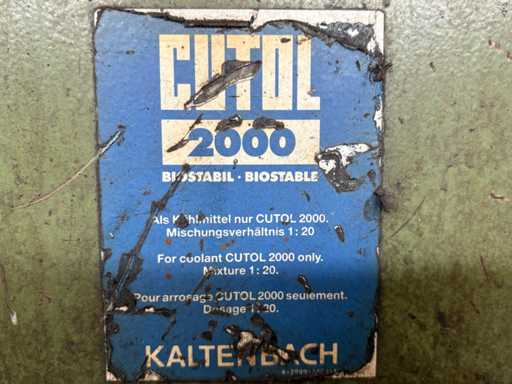 CUTOL
2000
BIOSTABIL · BIOSTABLE
Als Kühlmittel nur CUTOL 2000.
Mischungsverhältnis 1 : 20
For coolant CUTOL 2000 only.
Mixture 1 : 20.
Pour arrosage CUTOL 2000 seulement.
Dosage 1 : 20.
KALTENBACH